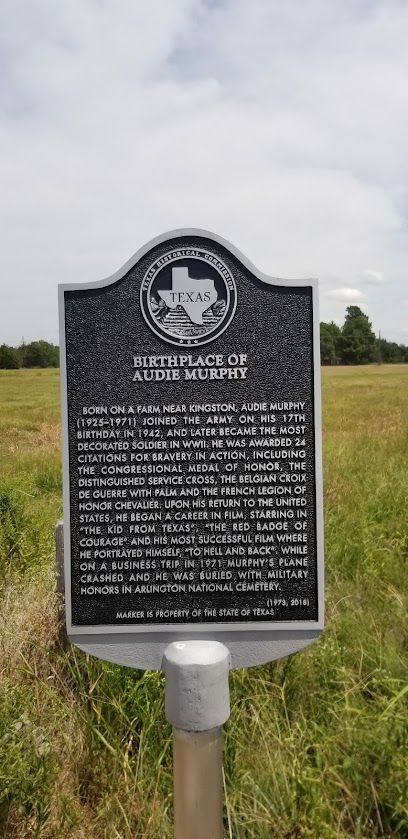 TEXAS HISTORICAL COMMISSION
TEXAS
BIRTHPLACE OF
AUDIE MURPHY
BORN ON A FARM NEAR KINGSTON, AUDIE MURPHY
(1925–1971) JOINED THE ARMY ON HIS 17TH
BIRTHDAY IN 1942, AND LATER BECAME THE MOST
DECORATED SOLDIER IN WWII. HE WAS AWARDED 24
CITATIONS FOR BRAVERY IN ACTION, INCLUDING
THE CONGRESSIONAL MEDAL OF HONOR, THE
DISTINGUISHED SERVICE CROSS, THE BELGIAN CROIX
DE GUERRE WITH PALM AND THE FRENCH LEGION OF
HONOR CHEVALIER. UPON HIS RETURN TO THE UNITED
STATES, HE BEGAN A CAREER IN FILM, STARRING IN
"THE KID FROM TEXAS", "THE RED BADGE OF
COURAGE" AND HIS MOST SUCCESSFUL FILM WHERE
HE PORTRAYED HIMSELF, "TO HELL AND BACK". WHILE
ON A BUSINESS TRIP IN 1971 MURPHY'S PLANE
CRASHED AND HE WAS BURIED WITH MILITARY
HONORS IN ARLINGTON NATIONAL CEMETERY.
(1973, 2018)
MARKER IS PROPERTY OF THE STATE OF TEXAS